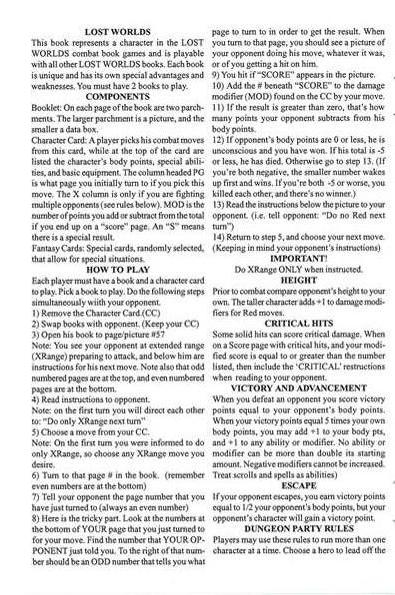 LOST WORLDS
This book represents a character in the LOST
WORLDS combat book games and is playable
with all other LOST WORLDS books. Each book
is unique and has its own special advantages and
weaknesses. You must have 2 books to play.
COMPONENTS
Booklet: On each page of the book are two parch-
ments. The larger parchment is a picture, and the
smaller a data box.
Character Card: A player picks his combat moves
from this card, while at the top of the card are
listed the character's body points, special abili-
ties, and basic equipment. The column headed PG
is what page you initially turn to if you pick this
move. The X column is only if you are fighting
multiple opponents (see rules below). MOD is the
number of points you add or subtract from the total
if you end up on a "score" page. An "S" means
there is a special result.
Fantasy Cards: Special cards, randomly selected,
that allow for special situations.
HOW TO PLAY
Each player must have a book and a character card
to play. Pick a book to play. Do the following steps
simultaneously wiith your opponent.
1) Remove the Character Card.(CC)
2) Swap books with opponent. (Keep your CC)
3) Open his book to page/picture #57
Note: You see your opponent at extended range
(XRange) preparing to attack, and below him are
instructions for his next move. Note also that odd
numbered pages are at the top, and even numbered
pages are at the bottom.
4) Read instructions to opponent.
Note: on the first turn you will direct each other
to: "Do only XRange next turn"
5) Choose a move from your CC.
Note: On the first turn you were informed to do
only XRange, so choose any XRange move you
desire.
6) Turn to that page # in the book. (remember
even numbers are at the bottom)
7) Tell your opponent the page number that you
have just turned to (always an even number)
8) Here is the tricky part. Look at the numbers at
the bottom of YOUR page that you just turned to
for your move. Find the number that YOUR OP-
PONENT just told you. To the right of that num-
ber should be an ODD number that tells you what
page to turn to in order to get the result. When
you turn to that page, you should see a picture of
your opponent doing his move, whatever it was,
or of you getting a hit on him.
9) You hit if "SCORE" appears in the picture.
10) Add the # beneath "SCORE" to the damage
modifier (MOD) found on the CC by your move.
11) If the result is greater than zero, that's how
many points your opponent subtracts from his
body points.
12) If opponent's body points are 0 or less, he is
unconscious and you have won. If his total is -5
or less, he has died. Otherwise go to step 13. (If
you're both negative, the smaller number wakes
up first and wins. If you're both -5 or worse, you
killed each other, and there's no winner.)
13) Read the instructions below the picture to your
opponent. (i.e. tell opponent: "Do no Red next
turn")
14) Return to step 5, and choose your next move.
(Keeping in mind your opponent's instructions)
IMPORTANT!
Do XRange ONLY when instructed.
HEIGHT
Prior to combat compare opponent's height to your
own. The taller character adds +1 to damage modi-
fiers for Red moves.
CRITICAL HITS
Some solid hits can score critical damage. When
on a Score page with critical hits, and your modi-
fied score is equal to or greater than the number
listed, then include the 'CRITICAL' restructions
when reading to your opponent.
VICTORY AND ADVANCEMENT
When you defeat an opponent you score victory
points equal to your opponent's body points.
When your victory points equal 5 times your own
body points, you may add +1 to your body pts,
and +1 to any ability or modifier. No ability or
modifier can be more than double its starting
amount. Negative modifiers cannot be increased.
Treat scrolls and spells as abilities)
ESCAPE
If your opponent escapes, you earn victory points
equal to 1/2 your opponent's body points, but your
opponent's character will gain a victory point.
DUNGEON PARTY RULES
Players may use these rules to run more than one
character at a time. Choose a hero to lead off the